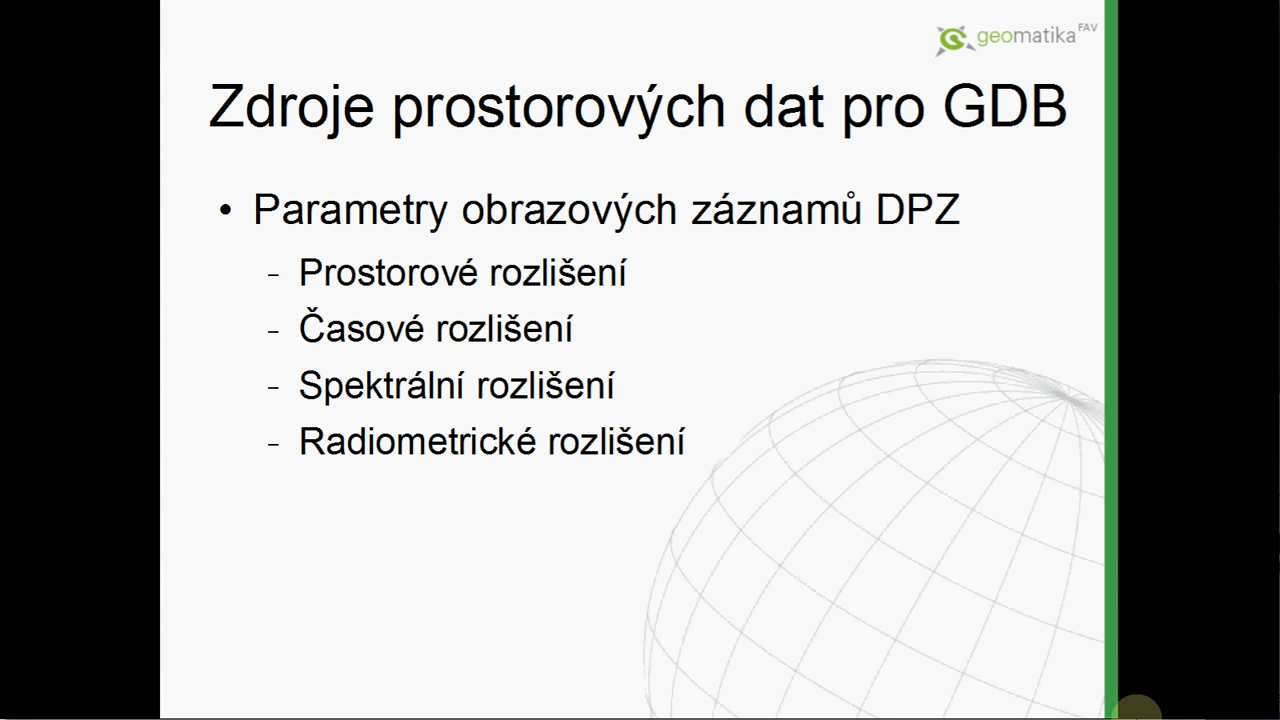 geomatika FAV
Zdroje prostorových dat pro GDB
• Parametry obrazových záznamů DPZ
- Prostorové rozlišení
- Časové rozlišení
- Spektrální rozlišení
- Radiometrické rozlišení